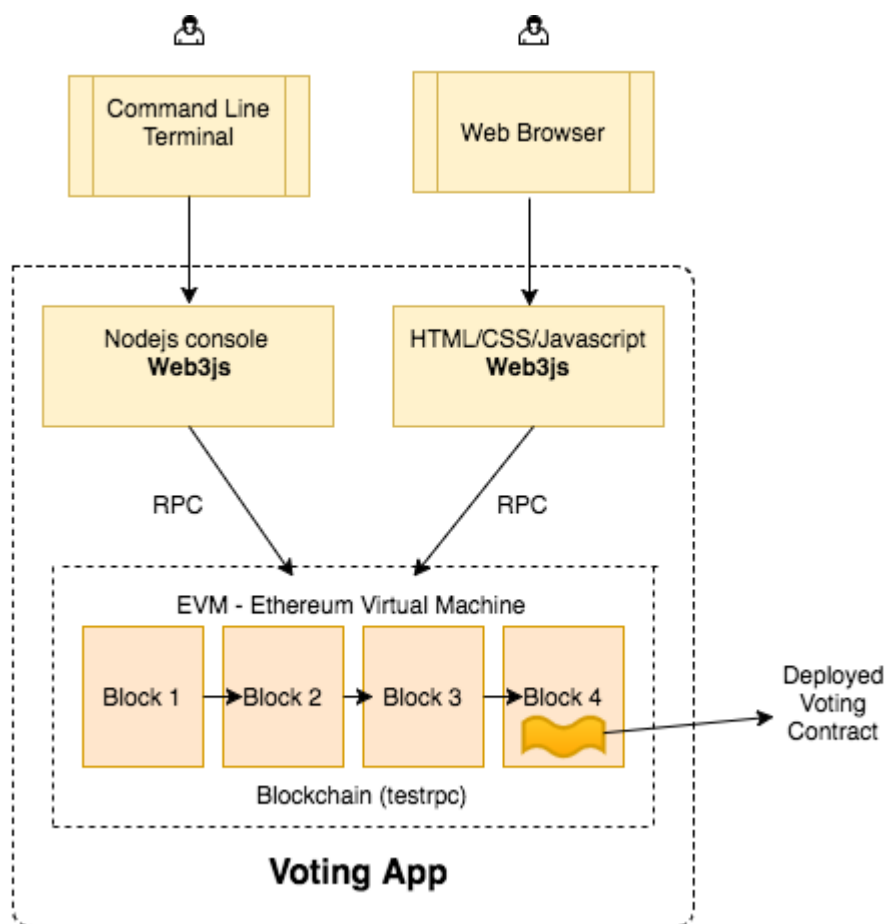 Command Line
Terminal
Web Browser
Nodejs console
Web3js
HTML/CSS/Javascript
Web3js
RPC
RPC
EVM - Ethereum Virtual Machine
Block 1
Block 2
Block 3
Block 4
Deployed
Voting
Contract
Blockchain (testrpc)
Voting App